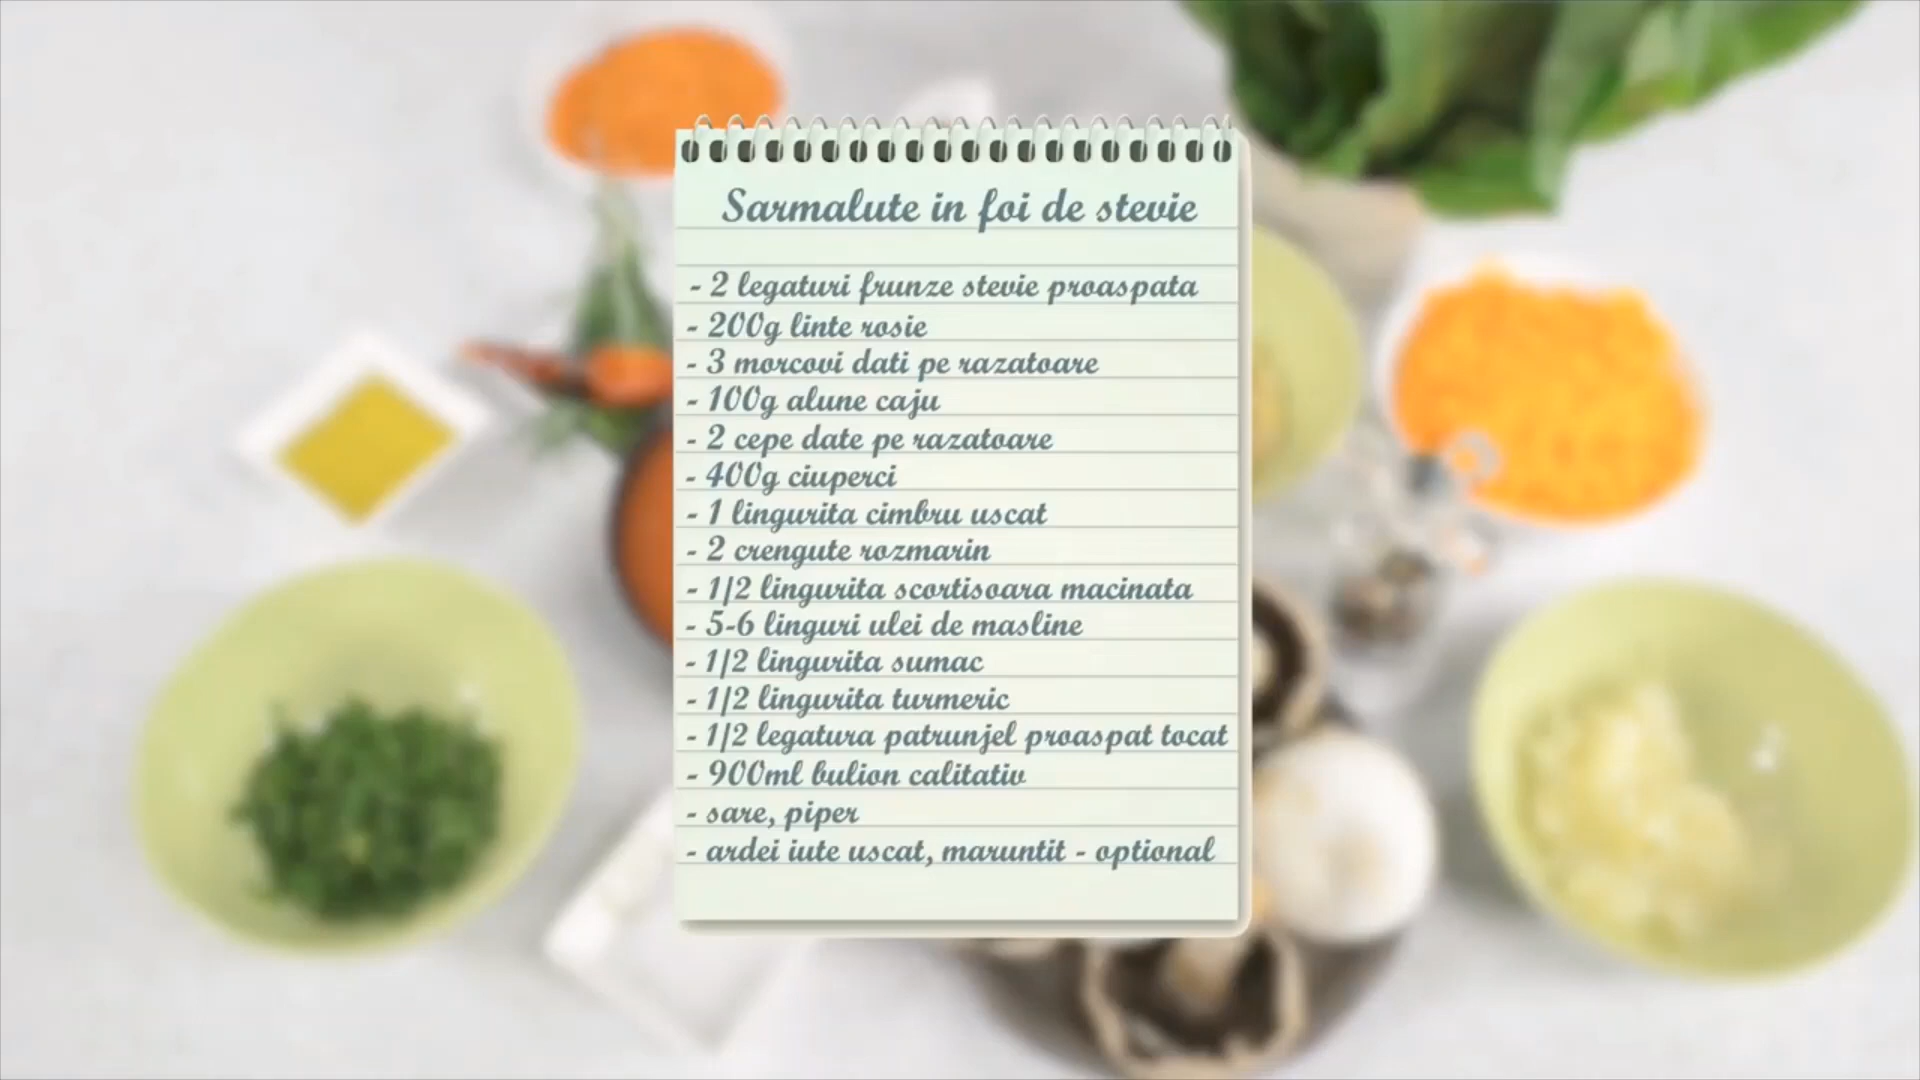 Sarmalute in foi de stevie
- 2 legaturi frunze stevie proaspata
- 200g linte rosie
- 3 morcovi dati pe razatoare
- 100g alune caju
- 2 cepe date pe razatoare
- 400g ciuperci
- 1 lingurita cimbru uscat
- 2 crengute rozmarin
- 1/2 lingurita scortisoara macinata
- 5-6 linguri ulei de masline
- 1/2 lingurita sumac
- 1/2 lingurita turmeric
- 1/2 legatura patrunjel proaspat tocat
- 900ml bulion calitativ
- sare, piper
- ardei iute uscat, maruntit - optional